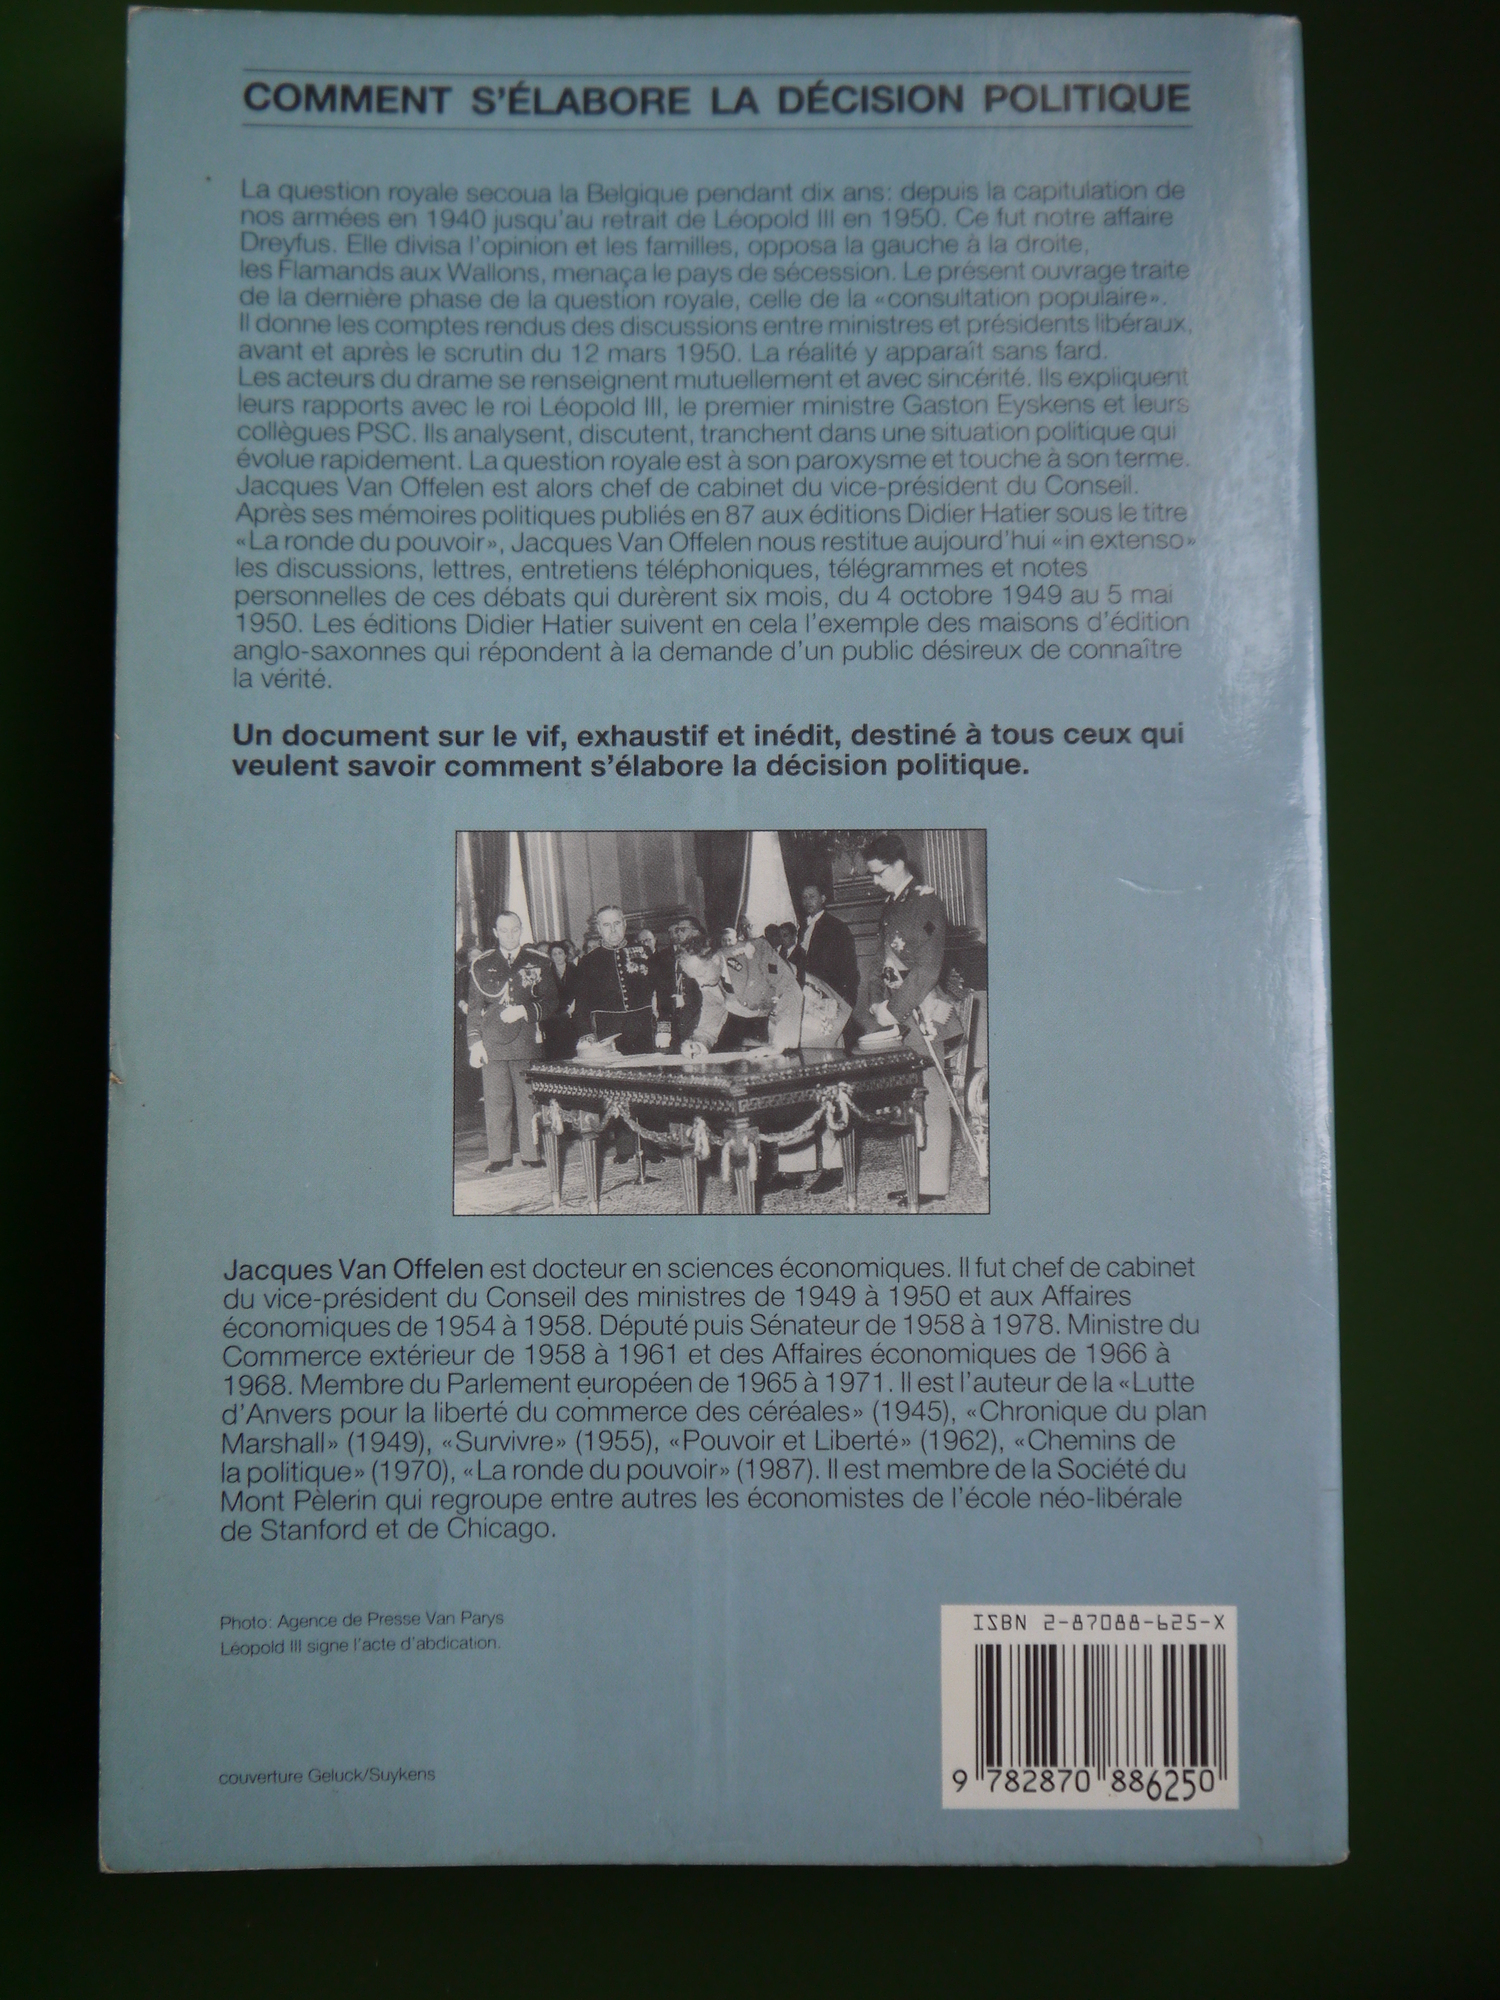 COMMENT S'ÉLABORE LA DÉCISION POLITIQUE
La question royale secoua la Belgique pendant dix ans: depuis la capitulation de
nos armées en 1940 jusqu'au retrait de Léopold III en 1950. Ce fut notre affaire
Dreyfus. Elle divisa l'opinion et les familles, opposa la gauche à la droite,
les Flamands aux Wallons, menaça le pays de sécession. Le présent ouvrage traite
de la dernière phase de la question royale, celle de la «consultation populaire».
Il donne les comptes rendus des discussions entre ministres et présidents libéraux,
avant et après le scrutin du 12 mars 1950. La réalité y apparaît sans fard.
Les acteurs du drame se renseignent mutuellement et avec sincérité. Ils expliquent
leurs rapports avec le roi Léopold III, le premier ministre Gaston Eyskens et leurs
collègues PSC. Ils analysent, discutent, tranchent dans une situation politique qui
évolue rapidement. La question royale est à son paroxysme et touche à son terme.
Jacques Van Offelen est alors chef de cabinet du vice-président du Conseil.
Après ses mémoires politiques publiés en 87 aux éditions Didier Hatier sous le titre
«La ronde du pouvoir», Jacques Van Offelen nous restitue aujourd'hui «in extenso»
les discussions, lettres, entretiens téléphoniques, télégrammes et notes
personnelles de ces débats qui durèrent six mois, du 4 octobre 1949 au 5 mai
1950. Les éditions Didier Hatier suivent en cela l'exemple des maisons d'édition
anglo-saxonnes qui répondent à la demande d'un public désireux de connaître
la vérité.
Un document sur le vif, exhaustif et inédit, destiné à tous ceux qui
veulent savoir comment s'élabore la décision politique.
Jacques Van Offelen est docteur en sciences économiques. Il fut chef de cabinet
du vice-président du Conseil des ministres de 1949 à 1950 et aux Affaires
économiques de 1954 à 1958. Député puis Sénateur de 1958 à 1978. Ministre du
Commerce extérieur de 1958 à 1961 et des Affaires économiques de 1966 à
1968. Membre du Parlement européen de 1965 à 1971. Il est l'auteur de la «Lutte
d'Anvers pour la liberté du commerce des céréales» (1945), «Chronique du plan
Marshall» (1949), «Survivre» (1955), «Pouvoir et Liberté» (1962), «Chemins de
la politique» (1970), «La ronde du pouvoir» (1987). Il est membre de la Société du
Mont Pèlerin qui regroupe entre autres les économistes de l'école néo-libérale
de Stanford et de Chicago.
Photo: Agence de Presse Van Parys
Léopold III signe l'acte d'abdication.
couverture Geluck/Suykens
ISBN 2-87088-625-X
9 782870 886250